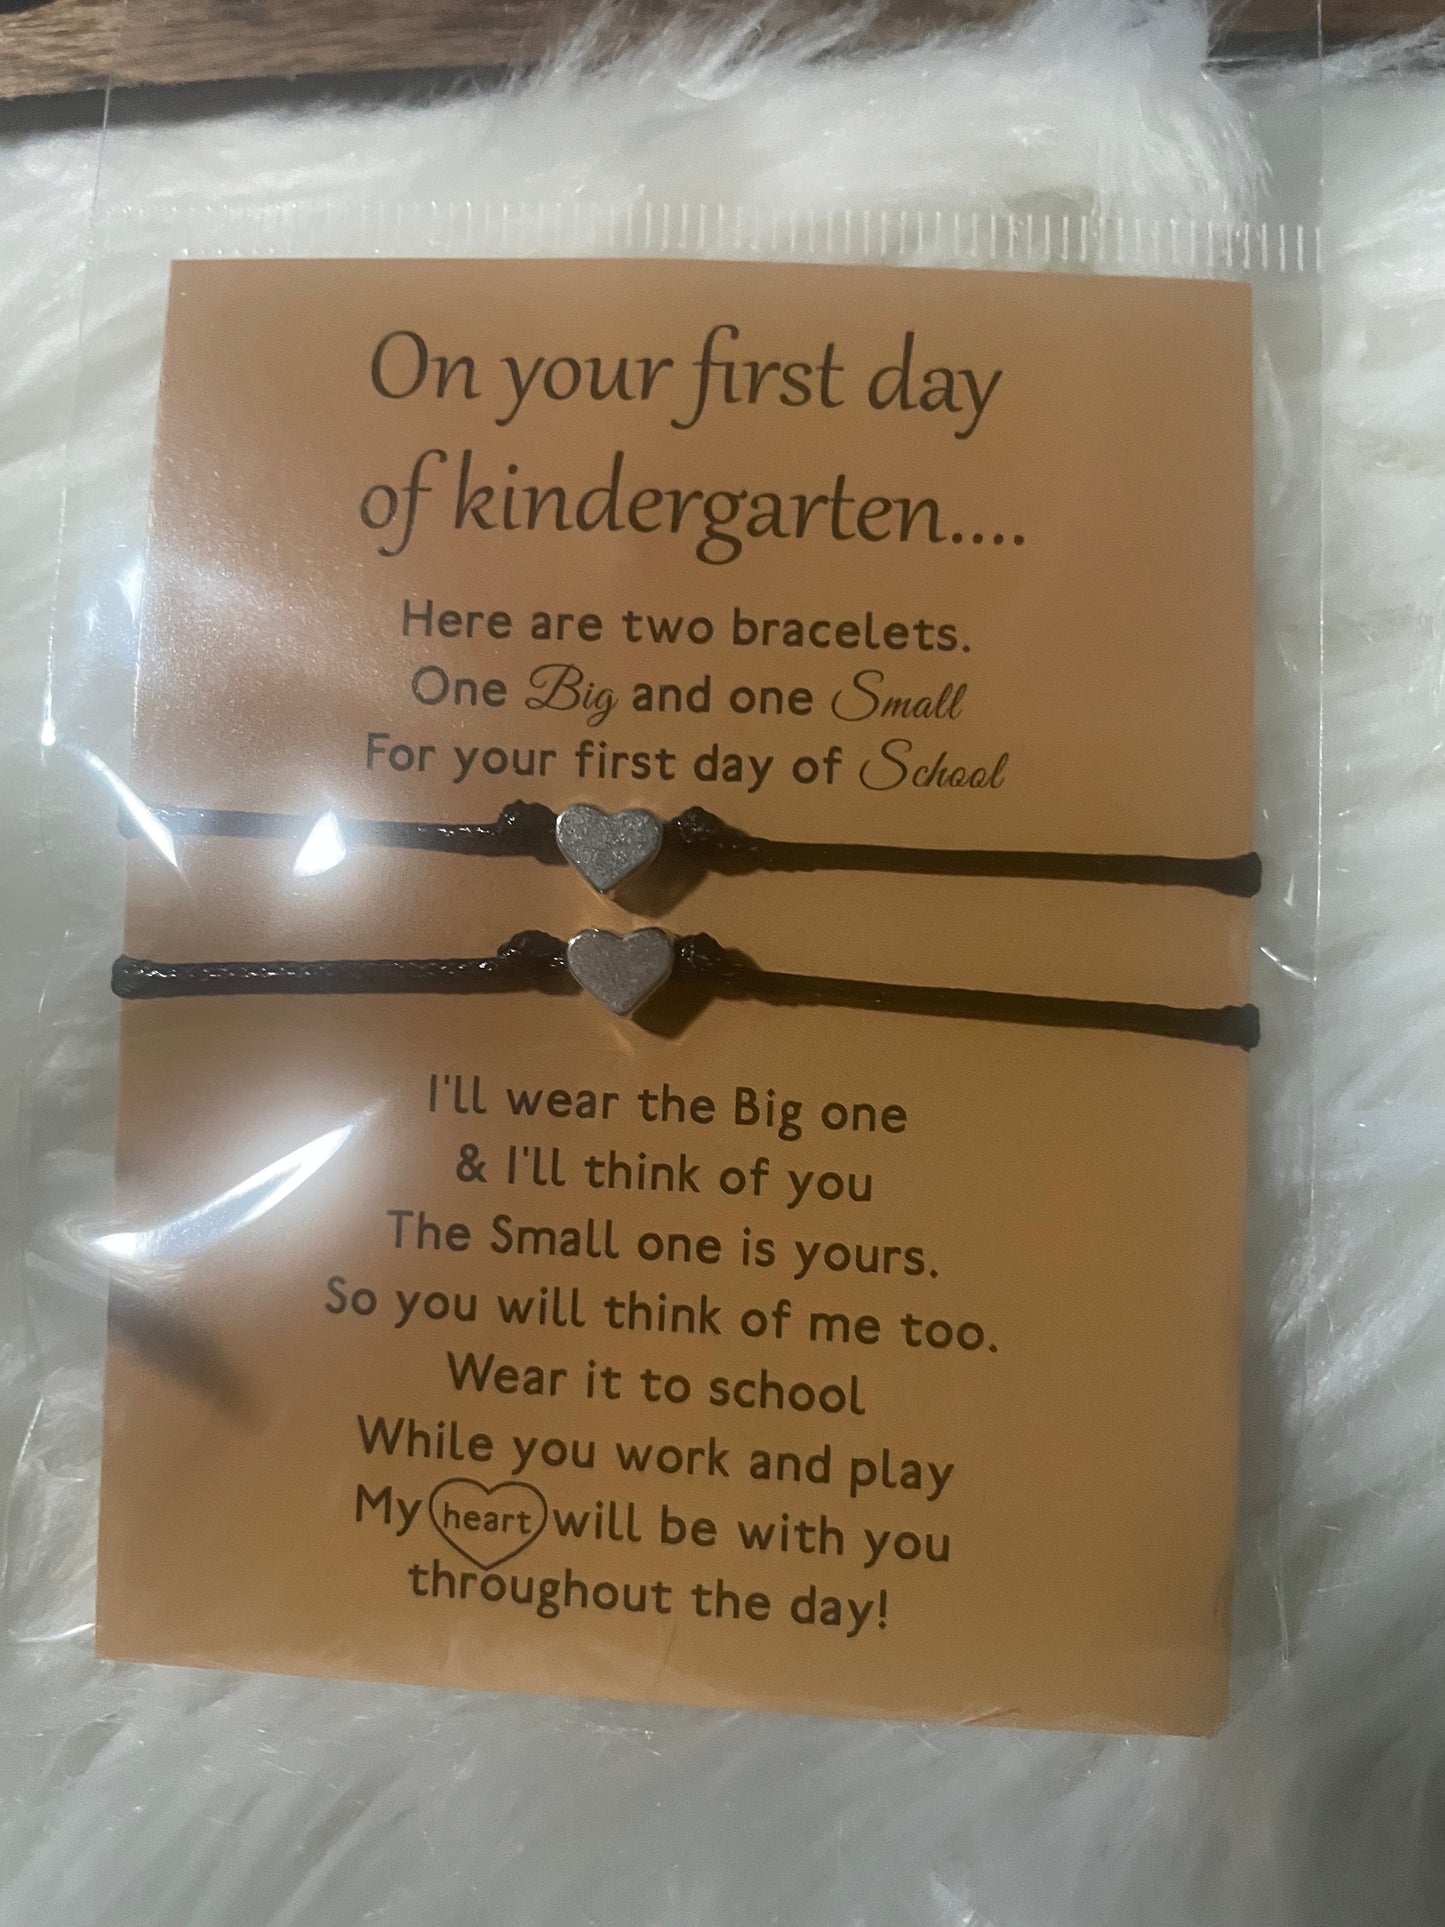 On your first day
of kindergarten....
Here are two bracelets.
One Big and one Small
For your first day of School
I'll wear the Big one
& I'll think of you
The Small one is yours.
So you will think of me too.
Wear it to school
While you work and play
My heart will be with you
throughout the day!